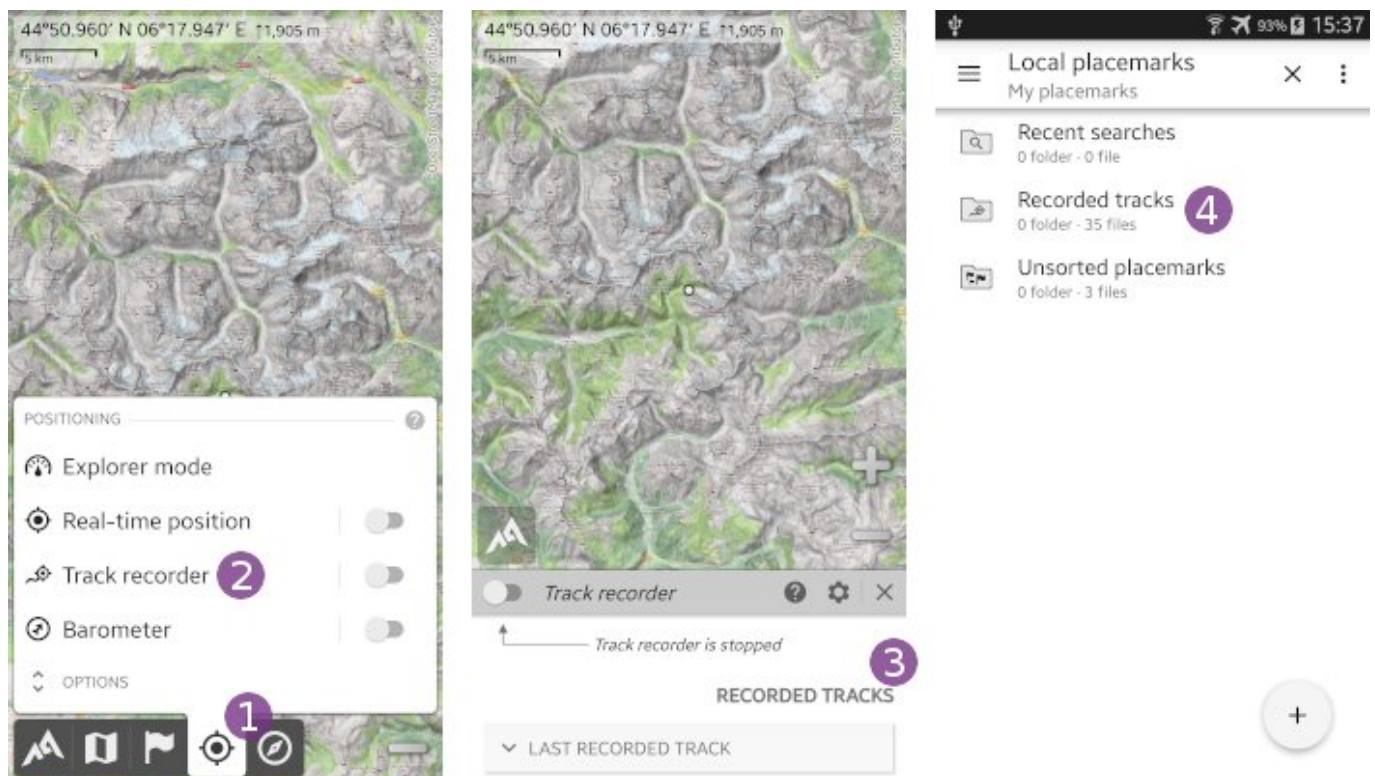 44°50.960′ N 06°17.947′ E ↑1,905 m
5 km
POSITIONING
Explorer mode
Real-time position
Track recorder
2
Barometer
OPTIONS
1
44°50.960′ N 06°17.947′ E ↑1,905 m
5 km
Track recorder
Track recorder is stopped
3
RECORDED TRACKS
LAST RECORDED TRACK
93% 15:37
Local placemarks
My placemarks
Recent searches
0 folder - 0 file
Recorded tracks
4
0 folder - 35 files
Unsorted placemarks
0 folder - 3 files